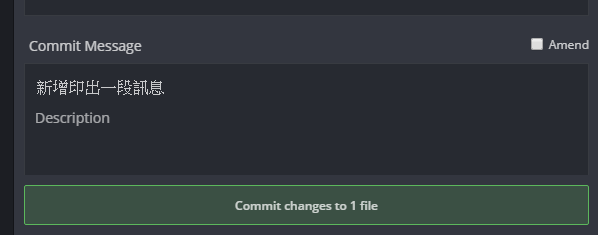 Commit Message
Amend
新增印出一段訊息
Description
Commit changes to 1 file